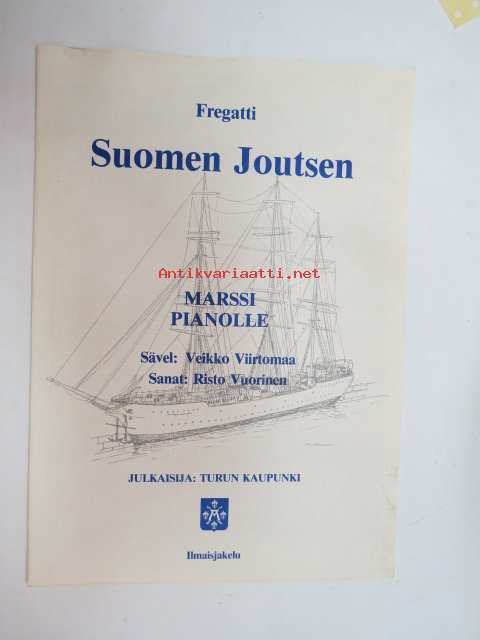 Fregatti
Suomen Joutsen
Antikvariaatti.net
MARSSI
PIANOLLE
Sävel: Veikko Viirtomaa
Sanat: Risto Vuorinen
JULKAISIJA: TURUN KAUPUNKI
Ilmaisjakelu